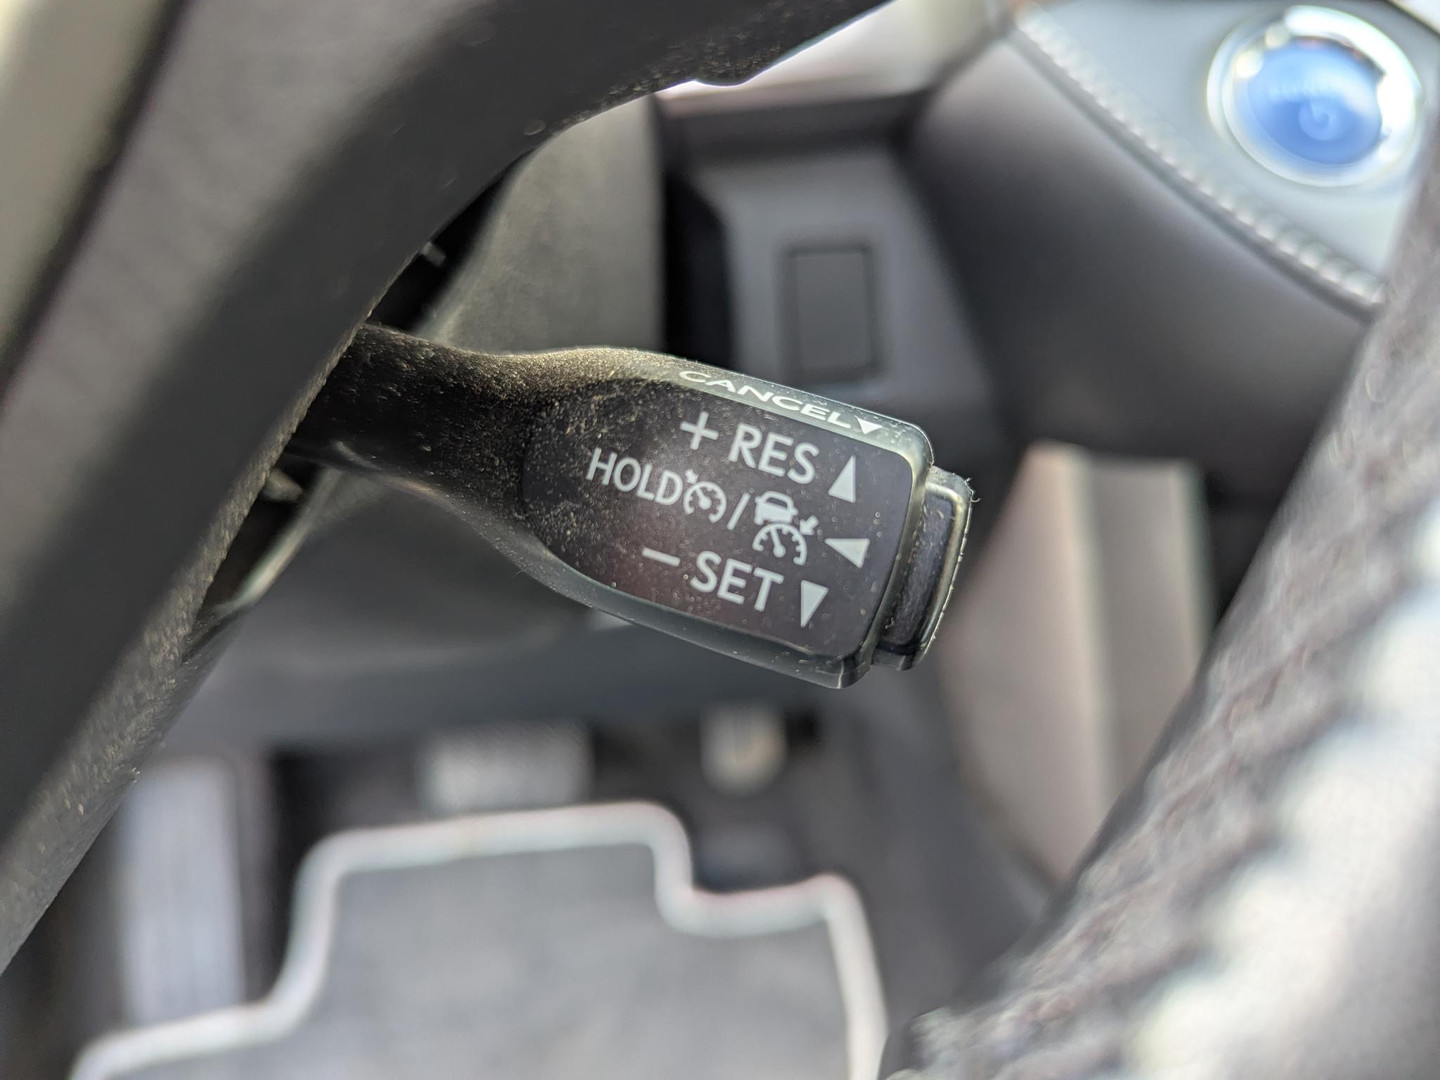 CANCEL▼
+ RES ▲
HOLD / ◀
− SET ▼